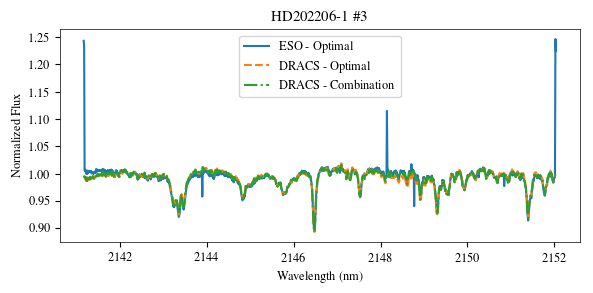 HD202206-1 #3
1.25
1.20
1.15
1.10
1.05
1.00
0.95
0.90
Normalized Flux
ESO - Optimal
DRACS - Optimal
DRACS - Combination
2142
2144
2146
2148
2150
2152
Wavelength (nm)